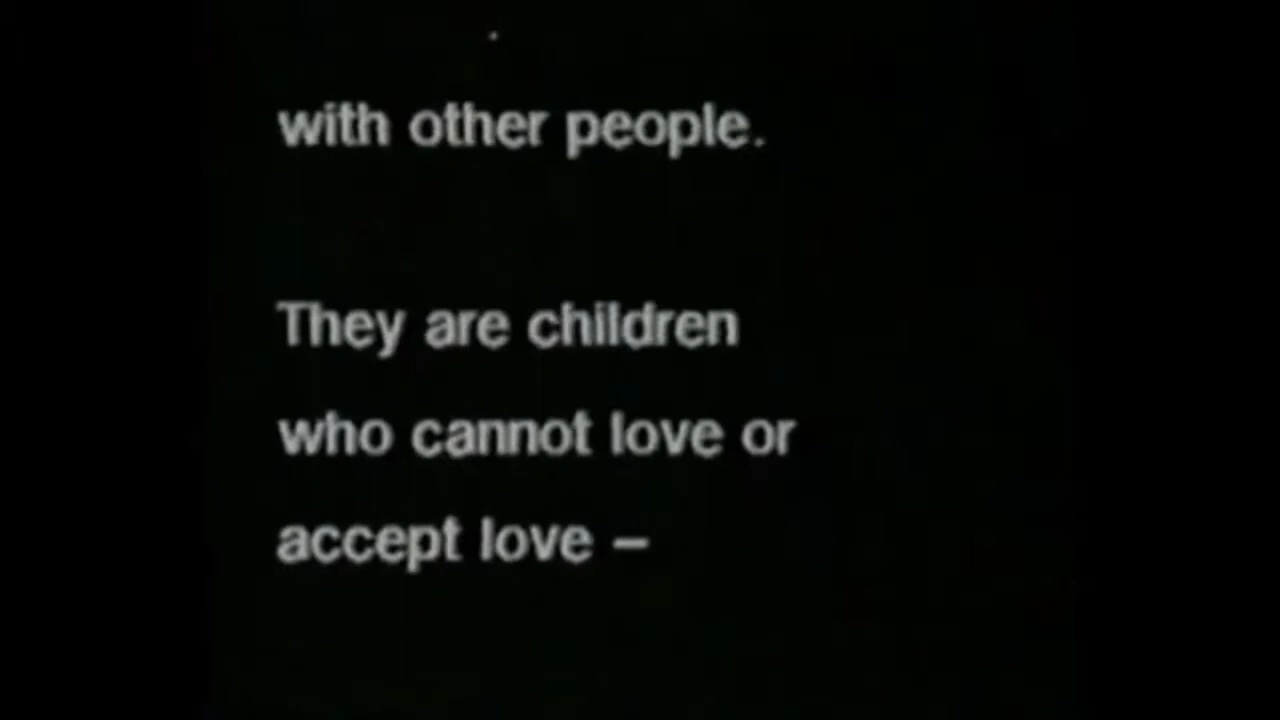 with other people.
They are children
who cannot love or
accept love –